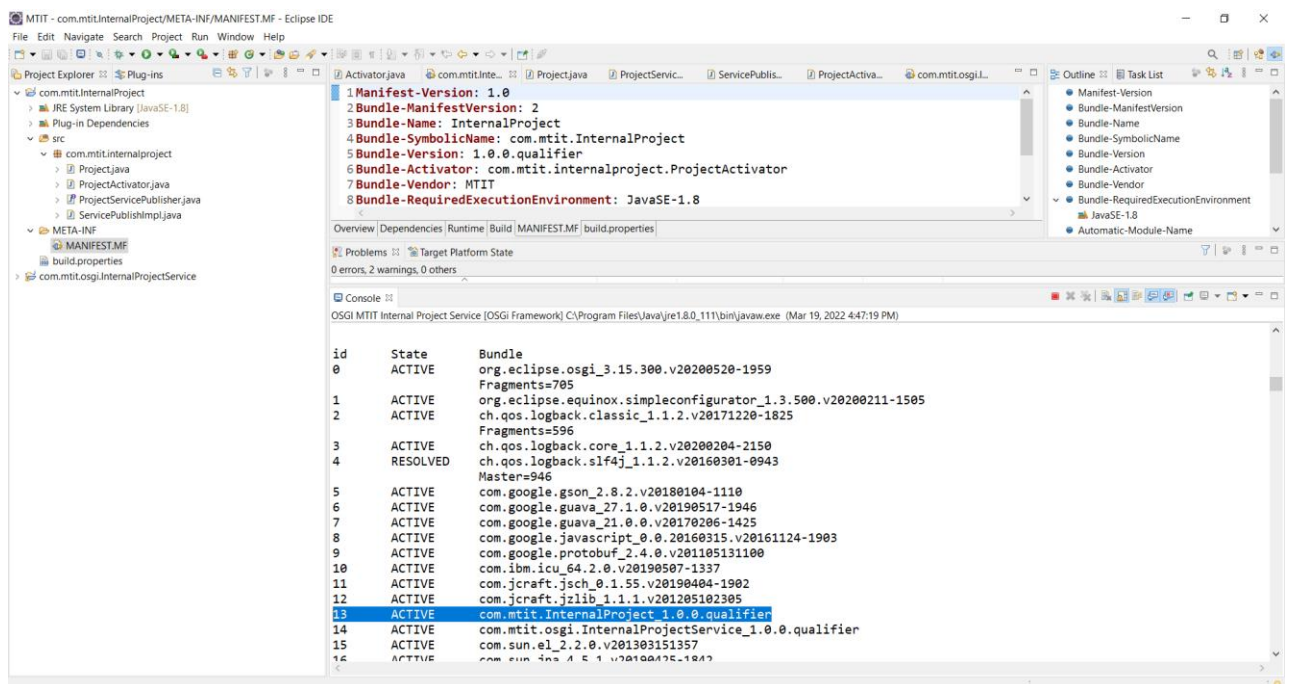 MTIT - com.mtit.InternalProject/META-INF/MANIFEST.MF - Eclipse IDE
File Edit Navigate Search Project Run Window Help
Project Explorer Plug-ins
com.mtit.InternalProject
JRE System Library [JavaSE-1.8]
Plug-in Dependencies
src
com.mtit.internalproject
Project.java
ProjectActivator.java
ProjectServicePublisher.java
ServicePublishImpl.java
META-INF
MANIFEST.MF
build.properties
com.mtit.osgi.InternalProjectService
Activator.java com.mtit.Inte... Project.java ProjectServic... ServicePublis... ProjectActiva... com.mtit.osgi.I...
1 Manifest-Version: 1.0
2 Bundle-ManifestVersion: 2
3 Bundle-Name: InternalProject
4 Bundle-SymbolicName: com.mtit.InternalProject
5 Bundle-Version: 1.0.0.qualifier
6 Bundle-Activator: com.mtit.internalproject.ProjectActivator
7 Bundle-Vendor: MTIT
8 Bundle-RequiredExecutionEnvironment: JavaSE-1.8
Overview Dependencies Runtime Build MANIFEST.MF build.properties
Outline Task List
Manifest-Version
Bundle-ManifestVersion
Bundle-Name
Bundle-SymbolicName
Bundle-Version
Bundle-Activator
Bundle-Vendor
Bundle-RequiredExecutionEnvironment
JavaSE-1.8
Automatic-Module-Name
Problems Target Platform State
0 errors, 2 warnings, 0 others
Console
OSGI MTIT Internal Project Service [OSGi Framework] C:\Program Files\Java\jre1.8.0_111\bin\javaw.exe (Mar 19, 2022 4:47:19 PM)
id State Bundle
0 ACTIVE org.eclipse.osgi_3.15.300.v20200520-1959
Fragments=705
1 ACTIVE org.eclipse.equinox.simpleconfigurator_1.3.500.v20200211-1505
2 ACTIVE ch.qos.logback.classic_1.1.2.v20171220-1825
Fragments=596
3 ACTIVE ch.qos.logback.core_1.1.2.v20200204-2150
4 RESOLVED ch.qos.logback.slf4j_1.1.2.v20160301-0943
Master=946
5 ACTIVE com.google.gson_2.8.2.v20180104-1110
6 ACTIVE com.google.guava_27.1.0.v20190517-1946
7 ACTIVE com.google.guava_21.0.0.v20170206-1425
8 ACTIVE com.google.javascript_0.0.20160315.v20161124-1903
9 ACTIVE com.google.protobuf_2.4.0.v201105131100
10 ACTIVE com.ibm.icu_64.2.0.v20190507-1337
11 ACTIVE com.jcraft.jsch_0.1.55.v20190404-1902
12 ACTIVE com.jcraft.jzlib_1.1.1.v201205102305
13 ACTIVE com.mtit.InternalProject_1.0.0.qualifier
14 ACTIVE com.mtit.osgi.InternalProjectService_1.0.0.qualifier
15 ACTIVE com.sun.el_2.2.0.v201303151357
16 ACTIVE com.sun.jna_4.5.1.v20190425-1842